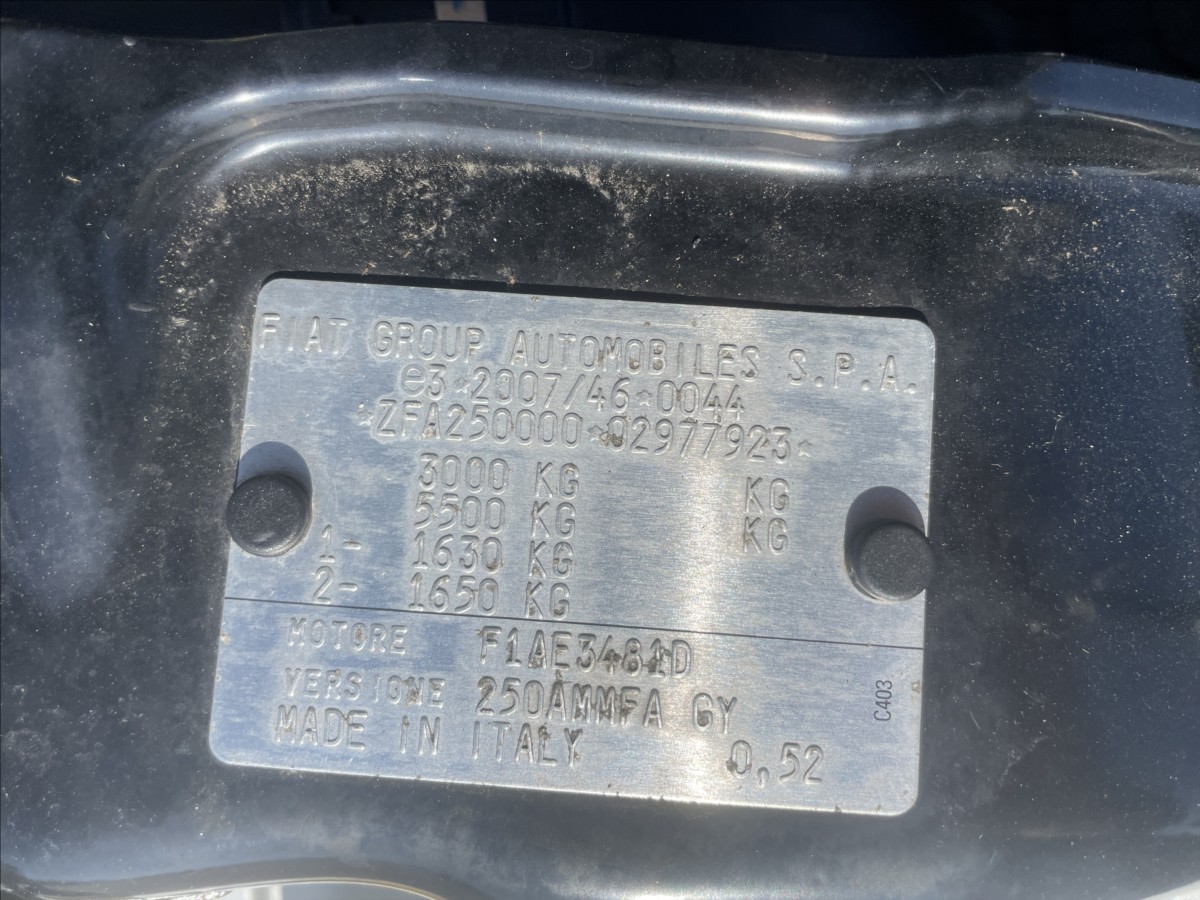 FIAT GROUP AUTOMOBILES S.P.A.
e3*2007/46*0044
*ZFA250000*02977923*
3000 KG KG
5500 KG KG
1- 1630 KG
2- 1650 KG
MOTORE F1AE3481D
VERSIONE 250AMMFA GY
C403
MADE IN ITALY 0,52